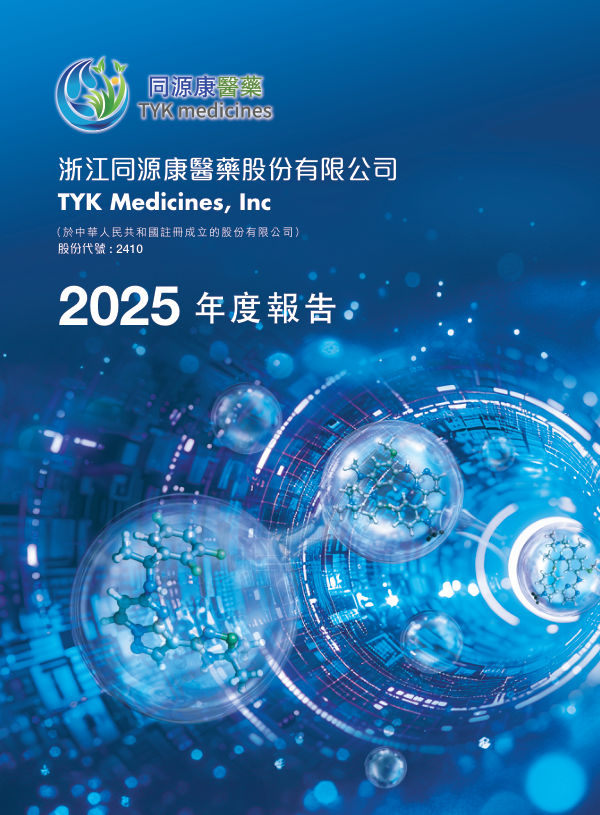 同源康醫藥
TYK medicines
浙江同源康醫藥股份有限公司
TYK Medicines, Inc
(於中華人民共和國註冊成立的股份有限公司)
股份代號：2410
2025 年度報告